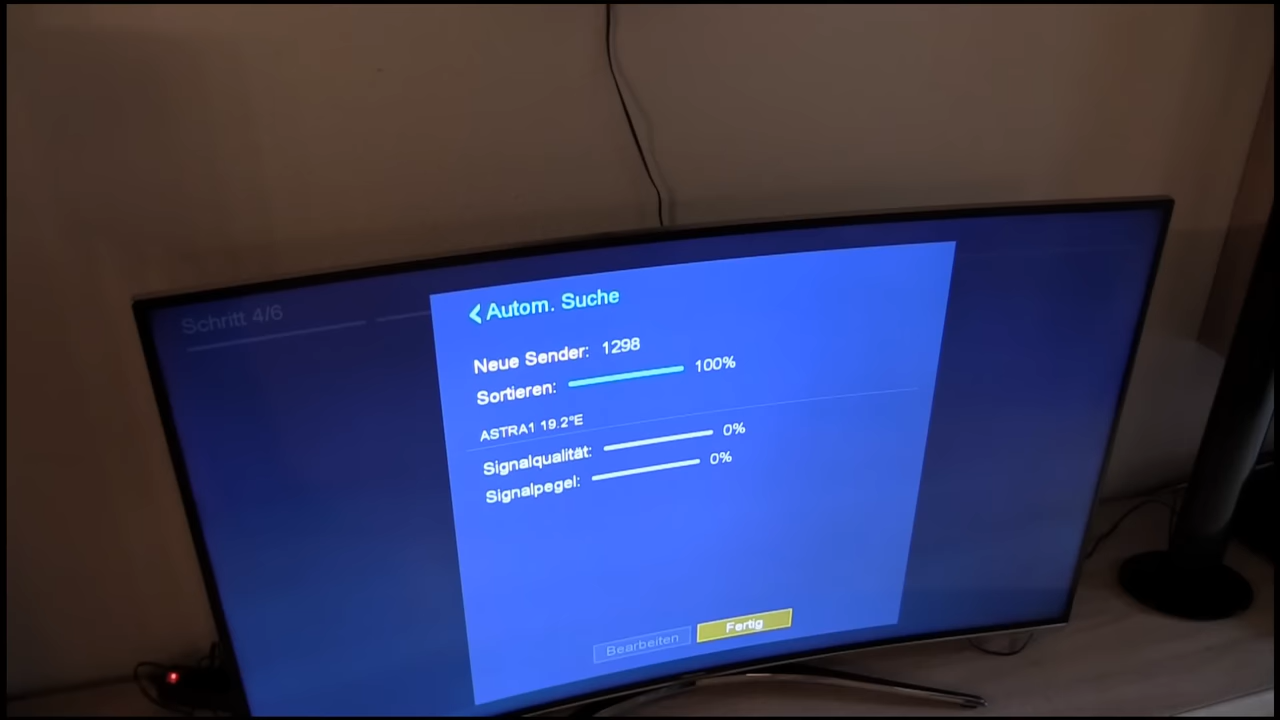 Schritt 4/6
Autom. Suche
Neue Sender: 1298
Sortieren: 100%
ASTRA1 19.2°E
Signalqualität: 0%
Signalpegel: 0%
Bearbeiten Fertig